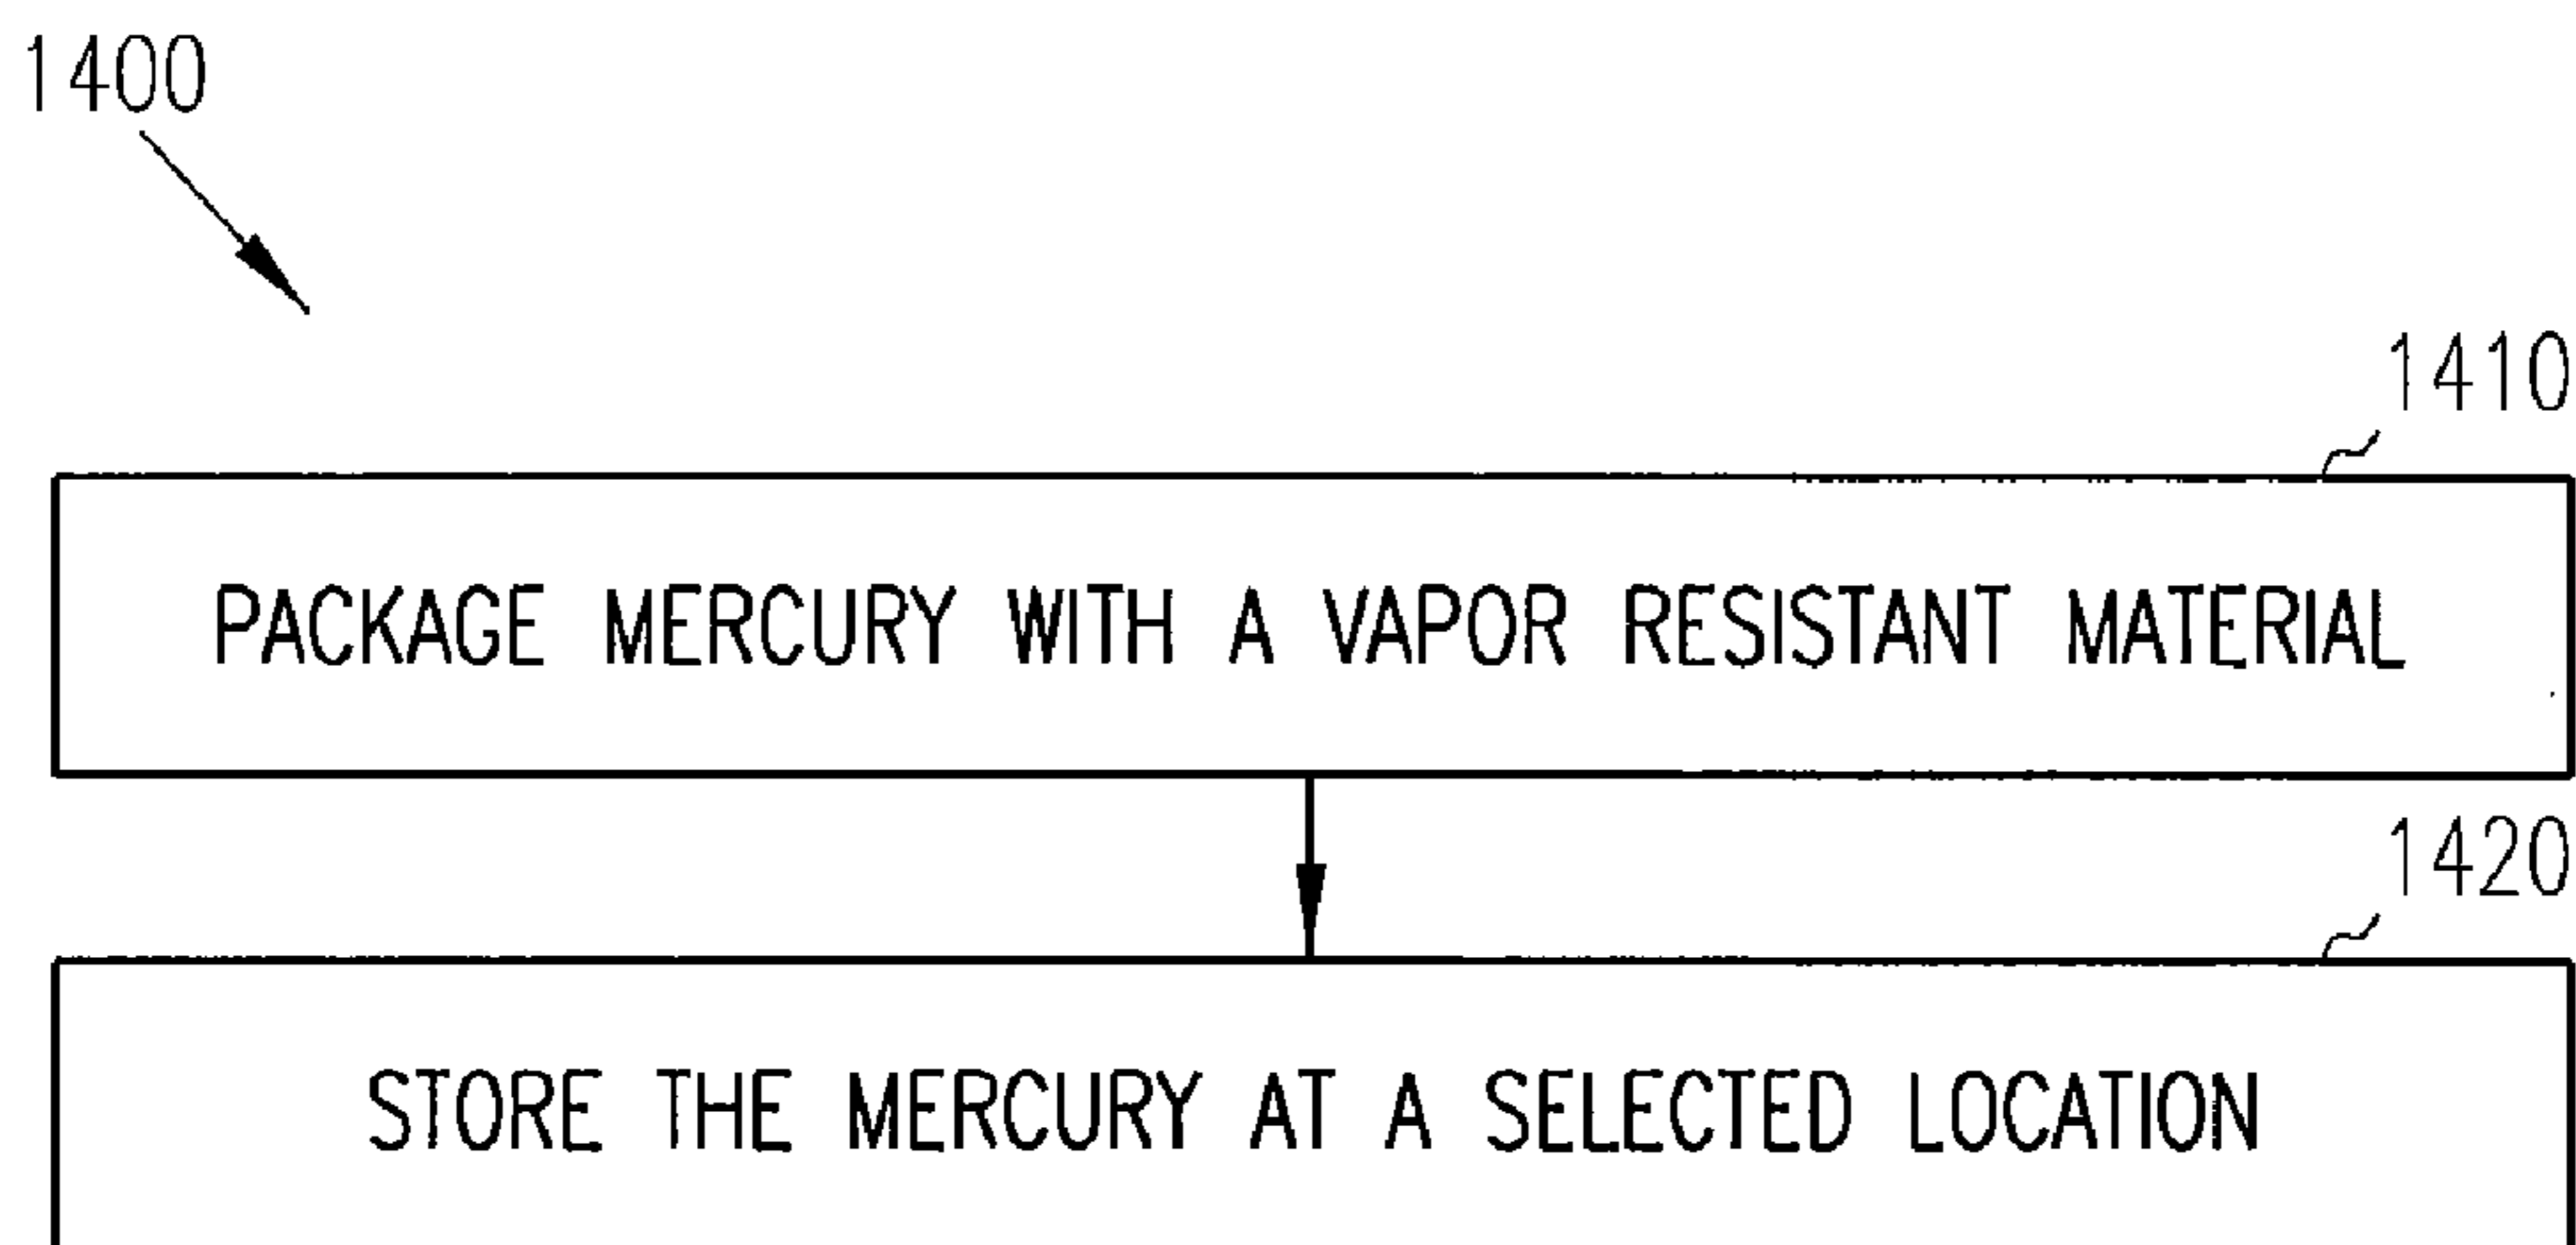 1400
1410
PACKAGE MERCURY WITH A VAPOR RESISTANT MATERIAL
1420
STORE THE MERCURY AT A SELECTED LOCATION